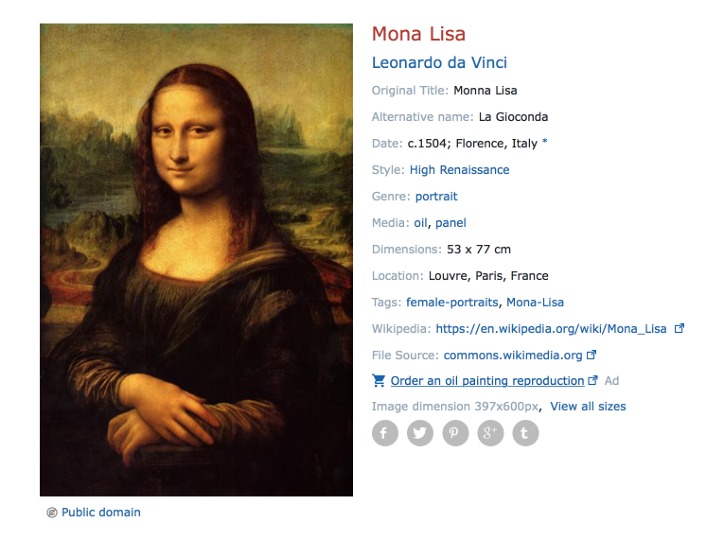 Mona Lisa
Leonardo da Vinci
Original Title: Monna Lisa
Alternative name: La Gioconda
Date: c.1504; Florence, Italy *
Style: High Renaissance
Genre: portrait
Media: oil, panel
Dimensions: 53 x 77 cm
Location: Louvre, Paris, France
Tags: female-portraits, Mona-Lisa
Wikipedia: https://en.wikipedia.org/wiki/Mona_Lisa
File Source: commons.wikimedia.org
Order an oil painting reproduction Ad
Image dimension 397x600px, View all sizes
Public domain